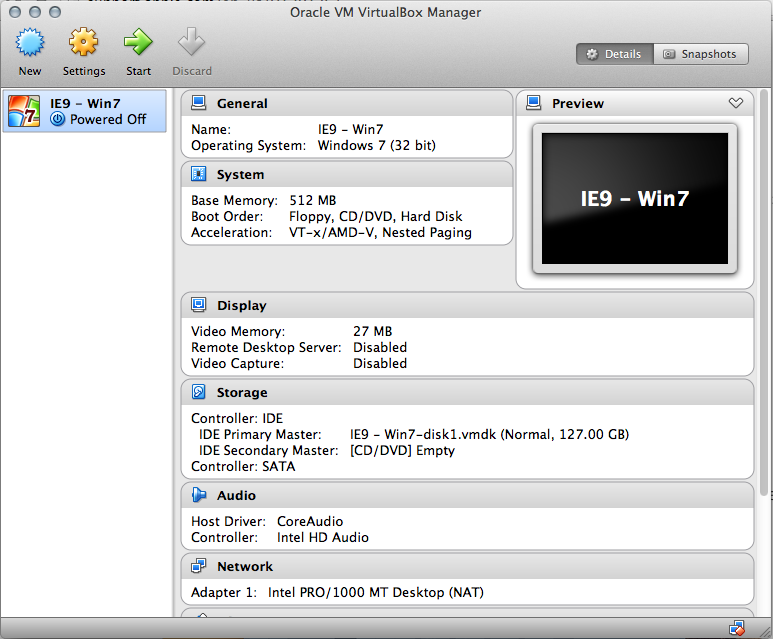 Oracle VM VirtualBox Manager
New
Settings
Start
Discard
Details
Snapshots
IE9 - Win7
Powered Off
General
Name: IE9 - Win7
Operating System: Windows 7 (32 bit)
System
Base Memory: 512 MB
Boot Order: Floppy, CD/DVD, Hard Disk
Acceleration: VT-x/AMD-V, Nested Paging
Preview
IE9 - Win7
Display
Video Memory: 27 MB
Remote Desktop Server: Disabled
Video Capture: Disabled
Storage
Controller: IDE
IDE Primary Master: IE9 - Win7-disk1.vmdk (Normal, 127.00 GB)
IDE Secondary Master: [CD/DVD] Empty
Controller: SATA
Audio
Host Driver: CoreAudio
Controller: Intel HD Audio
Network
Adapter 1: Intel PRO/1000 MT Desktop (NAT)